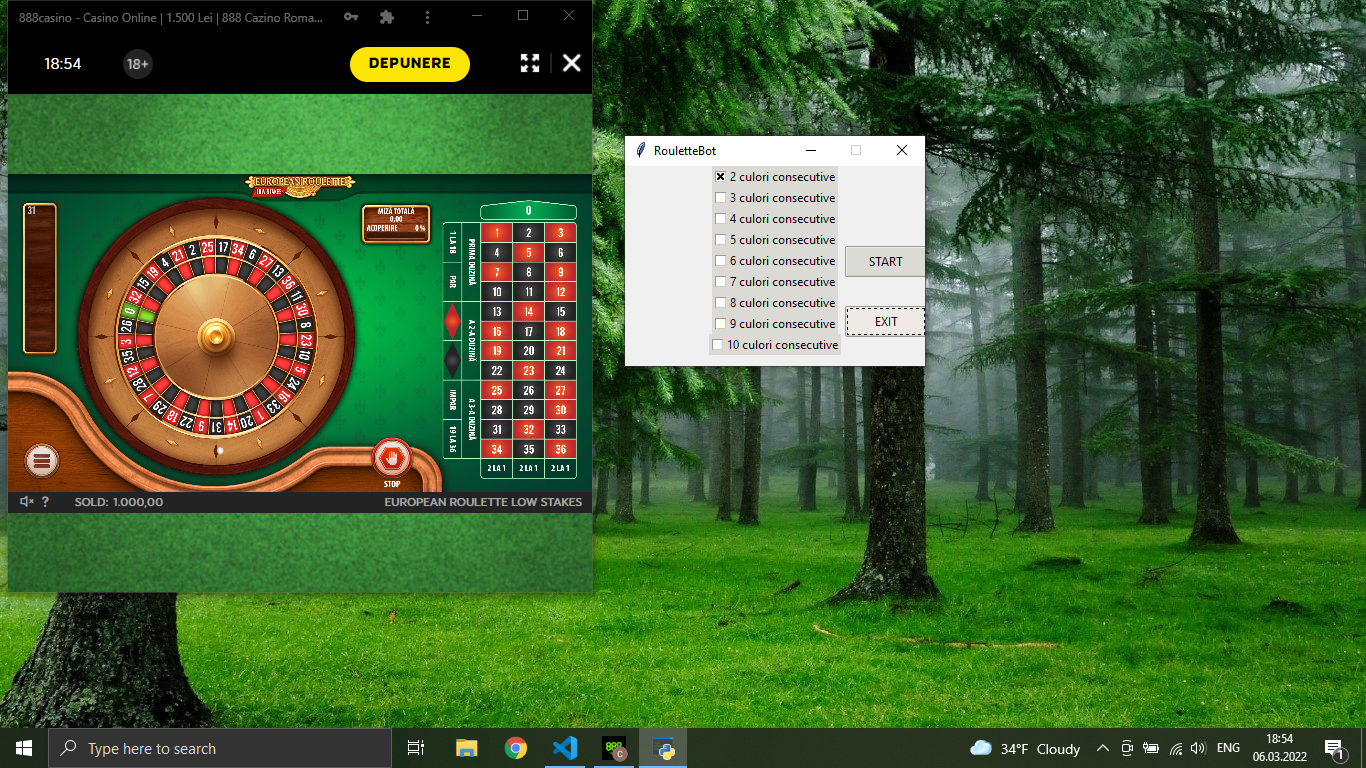 888casino - Casino Online | 1.500 Lei | 888 Cazino Roma...
18:54
18+
DEPUNERE
EUROPEAN ROULETTE
31
MIZĂ TOTALĂ
0,00
ACOPERIRE 0 %
0
1 2 3
4 5 6
7 8 9
10 11 12
13 14 15
16 17 18
19 20 21
22 23 24
25 26 27
28 29 30
31 32 33
34 35 36
2 LA 1 2 LA 1 2 LA 1
1 LA 18
PAR
IMPAR
19 LA 36
PRIMA DUZINĂ
A 2-A DUZINĂ
A 3-A DUZINĂ
0 32 15 19 4 21 2 25 17 34 6 27 13 36 11 30 8 23 10 5 24 16 33 1 20 14 31 9 22 18 29 7 28 12 35 3 26
STOP
? SOLD: 1.000,00
EUROPEAN ROULETTE LOW STAKES
RouletteBot
2 culori consecutive
3 culori consecutive
4 culori consecutive
5 culori consecutive
6 culori consecutive
7 culori consecutive
8 culori consecutive
9 culori consecutive
10 culori consecutive
START
EXIT
Type here to search
888
C
34°F Cloudy
ENG
18:54
06.03.2022
1